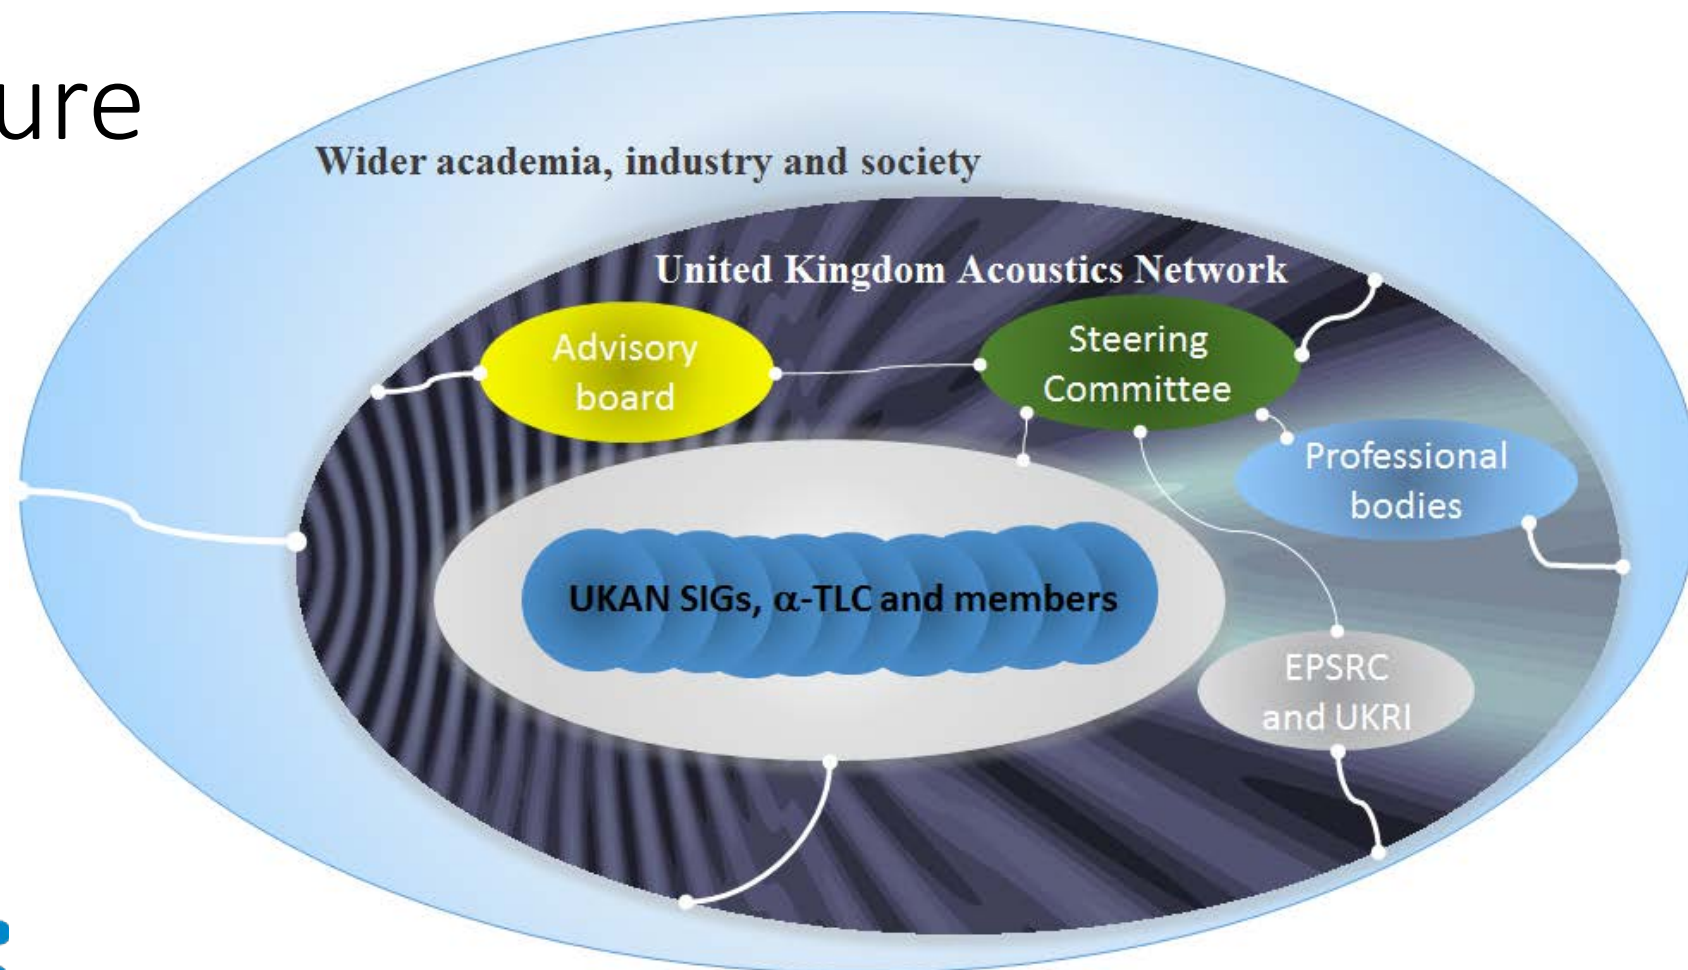 ure
Wider academia, industry and society
United Kingdom Acoustics Network
Advisory
board
Steering
Committee
Professional
bodies
UKAN SIGs, α-TLC and members
EPSRC
and UKRI